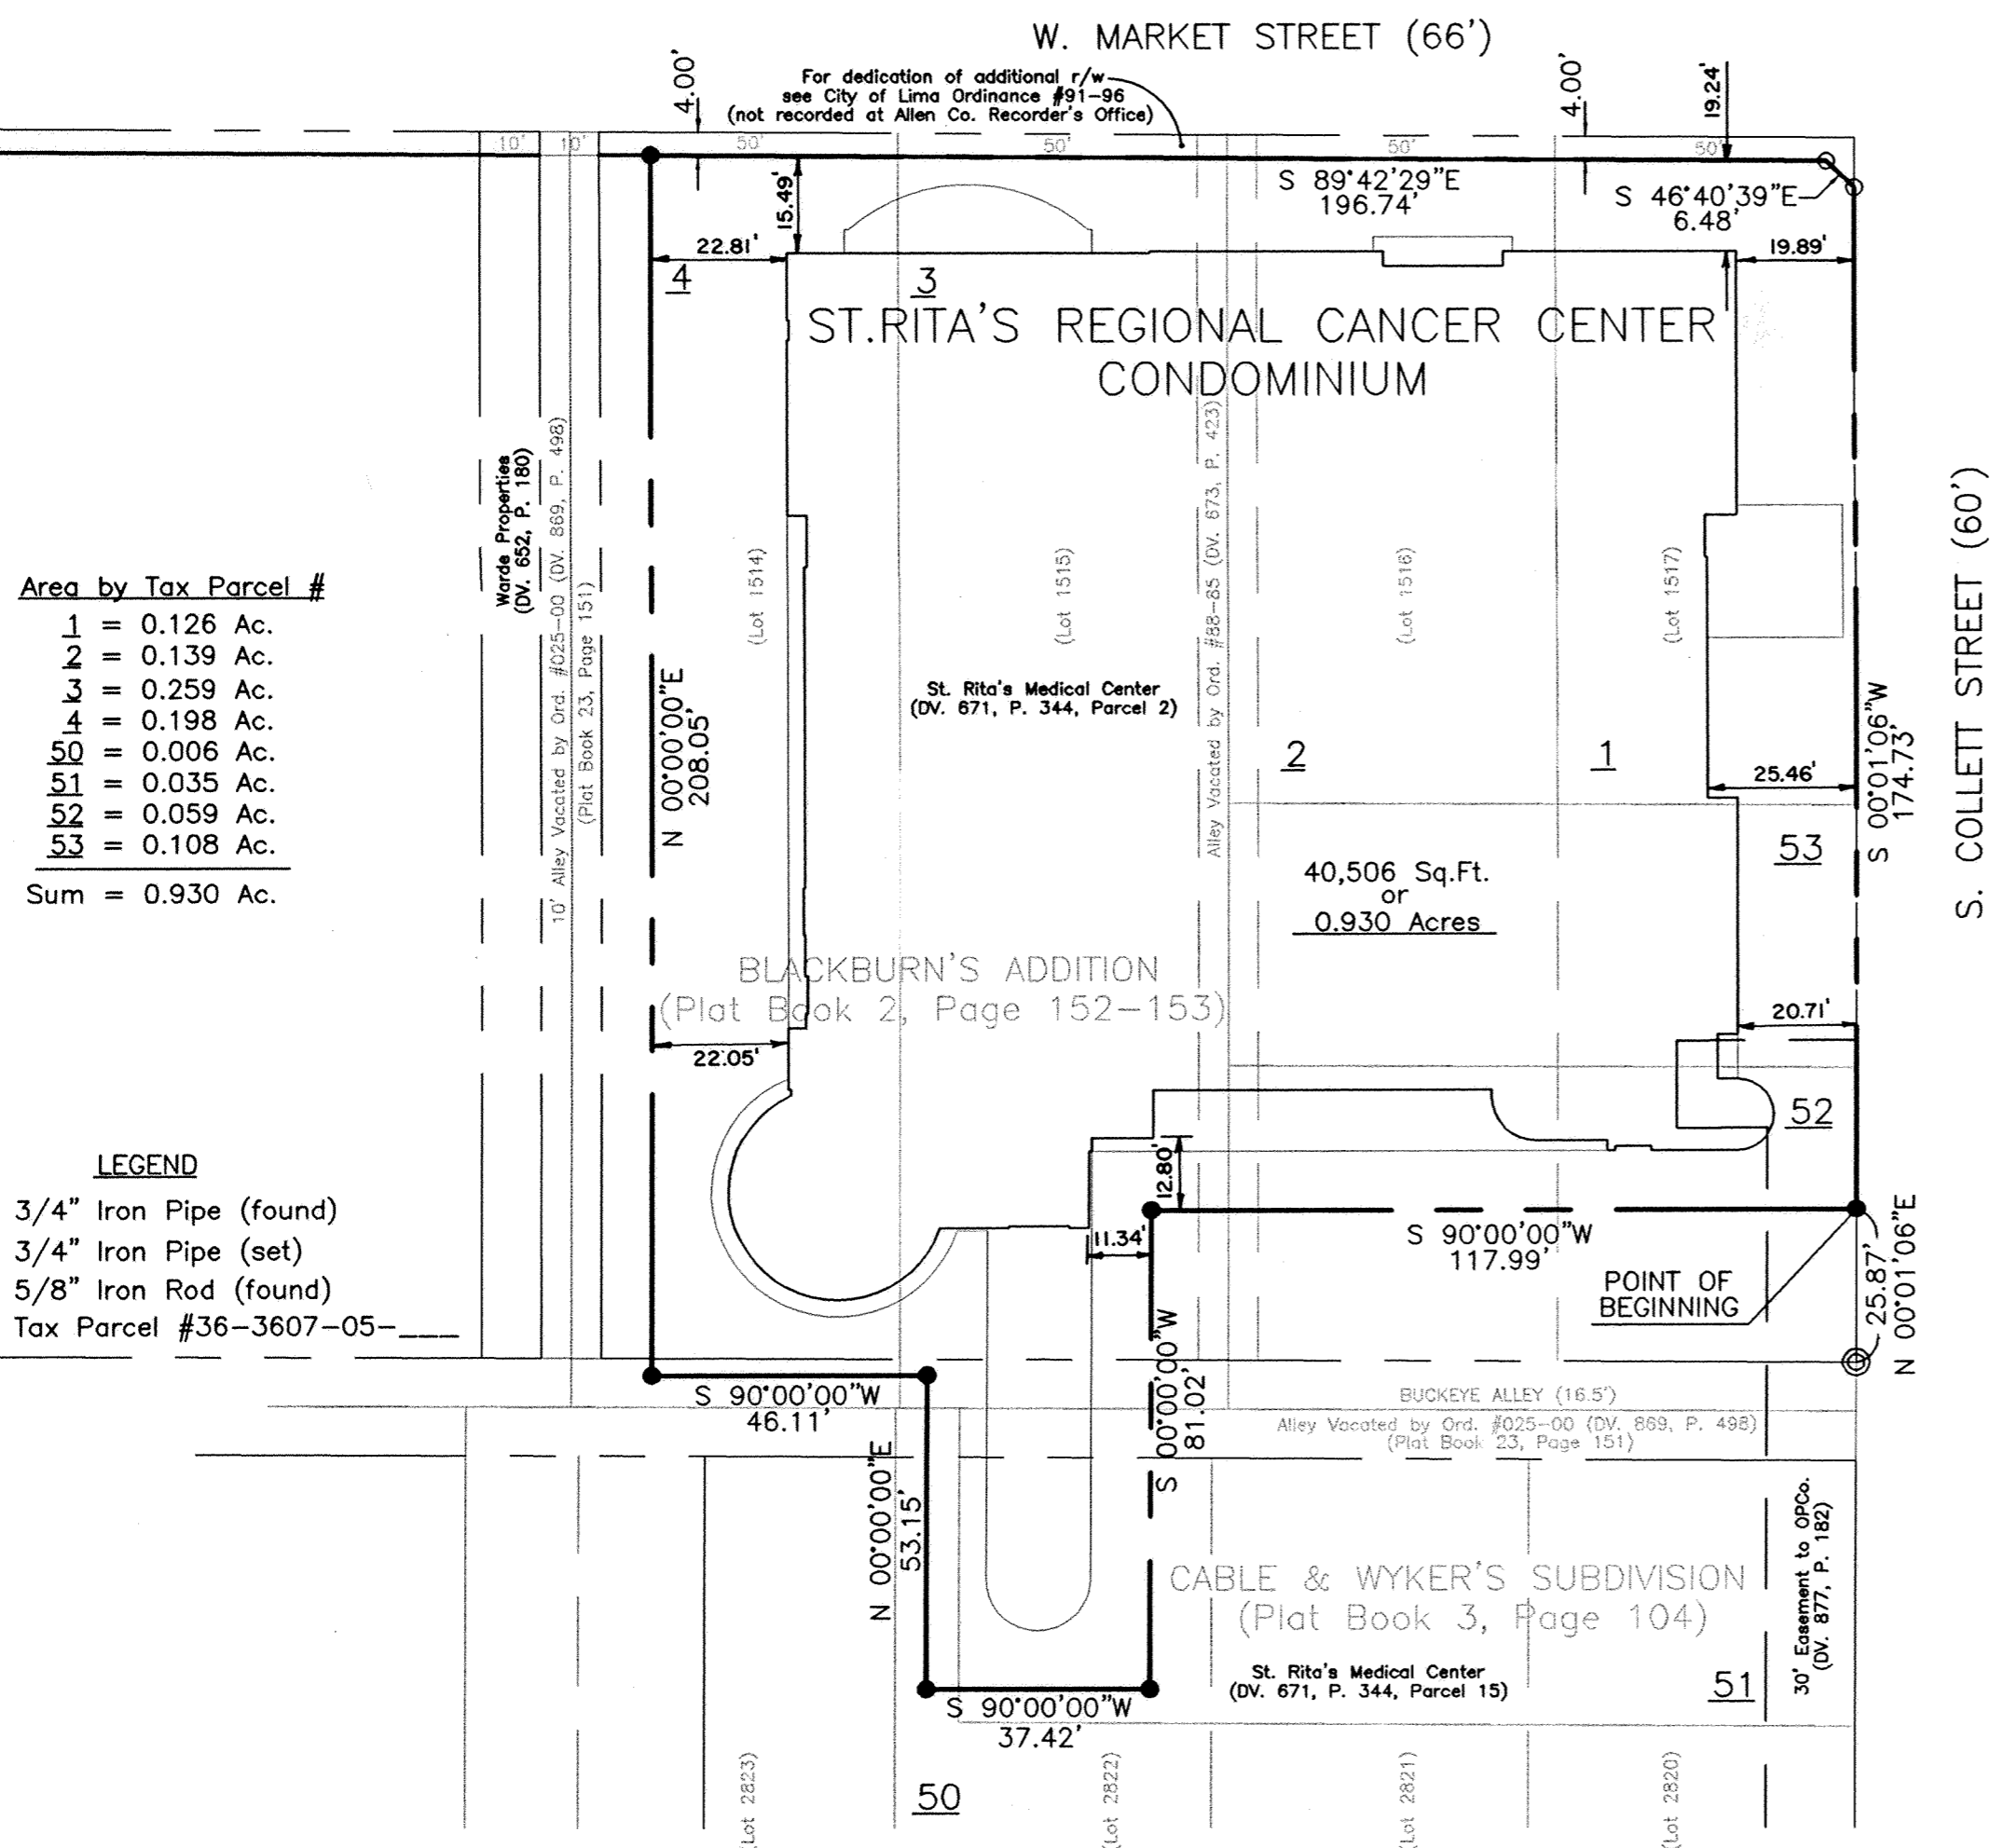 W. MARKET STREET (66')
For dedication of additional r/w
see City of Lima Ordinance #91-96
(not recorded at Allen Co. Recorder's Office)
4.00'
4.00'
19.24'
10'
10'
50'
50'
50'
50'
S 89°42'29"E
196.74'
S 46°40'39"E
6.48'
15.49'
22.81'
19.89'
4
3
ST.RITA'S REGIONAL CANCER CENTER
CONDOMINIUM
Warde Properties
(DV. 652, P. 180)
10' Alley Vacated by Ord. #025-00 (DV. 869, P. 498)
(Plat Book 23, Page 151)
(Lot 1514)
(Lot 1515)
Alley Vacated by Ord. #88-85 (DV. 673, P. 423)
(Lot 1516)
(Lot 1517)
S. COLLETT STREET (60')
Area by Tax Parcel #
1 = 0.126 Ac.
2 = 0.139 Ac.
3 = 0.259 Ac.
4 = 0.198 Ac.
50 = 0.006 Ac.
51 = 0.035 Ac.
52 = 0.059 Ac.
53 = 0.108 Ac.
Sum = 0.930 Ac.
N 00°00'00"E
208.05'
St. Rita's Medical Center
(DV. 671, P. 344, Parcel 2)
2
1
25.46'
S 00°01'06"W
174.73'
53
40,506 Sq.Ft.
or
0.930 Acres
BLACKBURN'S ADDITION
(Plat Book 2, Page 152-153)
20.71'
22.05'
52
LEGEND
3/4" Iron Pipe (found)
3/4" Iron Pipe (set)
5/8" Iron Rod (found)
Tax Parcel #36-3607-05-___
12.80'
11.34'
S 90°00'00"W
117.99'
POINT OF
BEGINNING
25.87'
N 00°01'06"E
S 90°00'00"W
46.11'
S 00°00'00"W
81.02'
BUCKEYE ALLEY (16.5')
Alley Vacated by Ord. #025-00 (DV. 869, P. 498)
(Plat Book 23, Page 151)
N 00°00'00"E
53.15'
CABLE & WYKER'S SUBDIVISION
(Plat Book 3, Page 104)
30' Easement to OPCo.
(DV. 877, P. 182)
St. Rita's Medical Center
(DV. 671, P. 344, Parcel 15)
51
S 90°00'00"W
37.42'
50
(Lot 2823)
(Lot 2822)
(Lot 2821)
(Lot 2820)